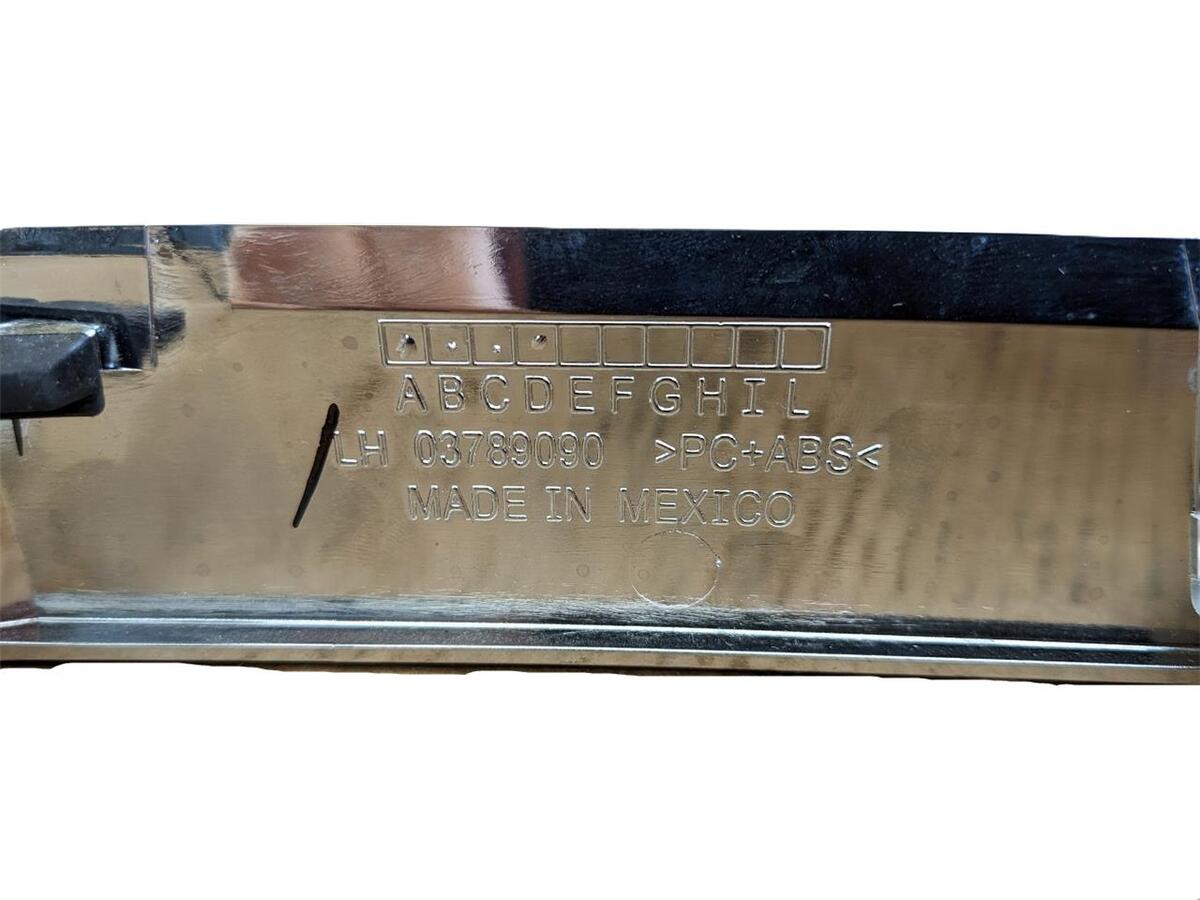 ABCDEFGHIL
LH 03789090 >PC+ABS<
MADE IN MEXICO